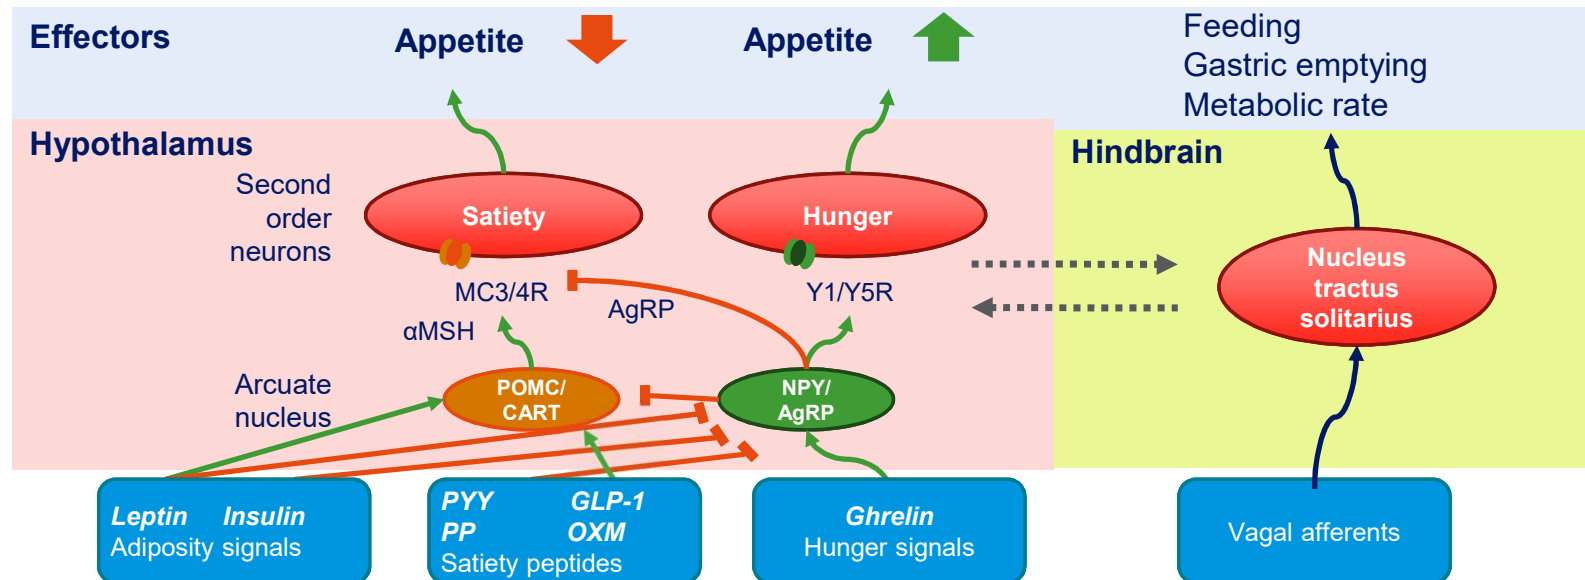 Effectors
Appetite
Appetite
Feeding
Gastric emptying
Metabolic rate
Hypothalamus
Hindbrain
Second
order
neurons
Satiety
Hunger
MC3/4R
AgRP
Y1/Y5R
αMSH
Nucleus
tractus
solitarius
Arcuate
nucleus
POMC/
CART
NPY/
AgRP
Leptin Insulin
Adiposity signals
PYY GLP-1
PP OXM
Satiety peptides
Ghrelin
Hunger signals
Vagal afferents